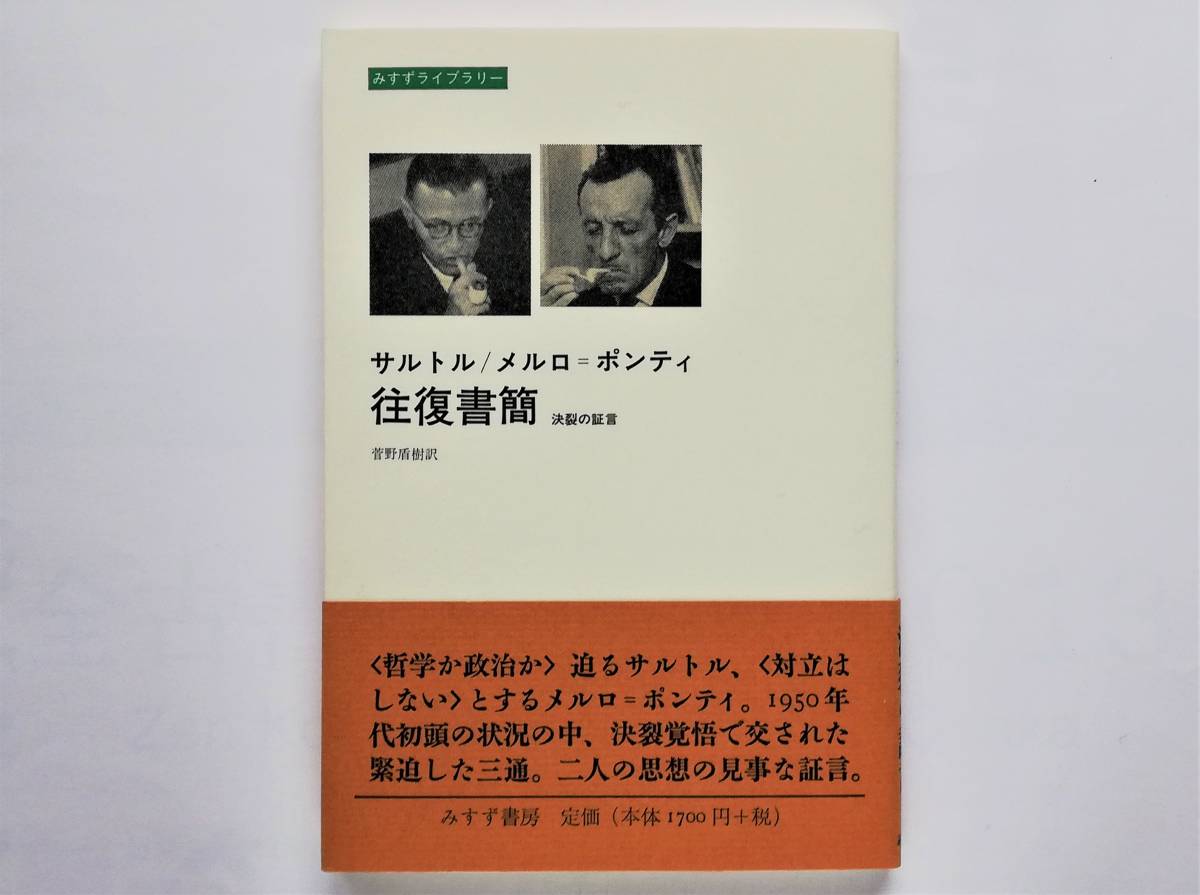 みすずライブラリー
サルトル/メルロ=ポンティ
往復書簡 決裂の証言
菅野盾樹訳
〈哲学か政治か〉迫るサルトル、〈対立は
しない〉とするメルロ=ポンティ。1950年
代初頭の状況の中、決裂覚悟で交された
緊迫した三通。二人の思想の見事な証言。
みすず書房 定価(本体1700円+税)